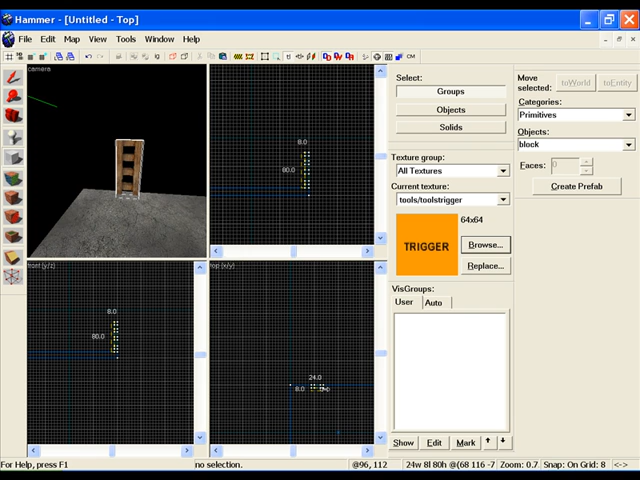 Hammer - [Untitled - Top]
File Edit Map View Tools Window Help
camera
8.0
80.0
front (y/z)
8.0
80.0
top (x/y)
24.0
8.0
Select:
Groups
Objects
Solids
Texture group:
All Textures
Current texture:
tools/toolstrigger
TRIGGER
64x64
Browse...
Replace...
VisGroups:
User Auto
Show Edit Mark
Move selected:
toWorld toEntity
Categories:
Primitives
Objects:
block
Faces: 0
Create Prefab
For Help, press F1 no selection. @96, 112 24w 8l 80h @(68 116 -7 Zoom: 0.7 Snap: On Grid: 8 <->